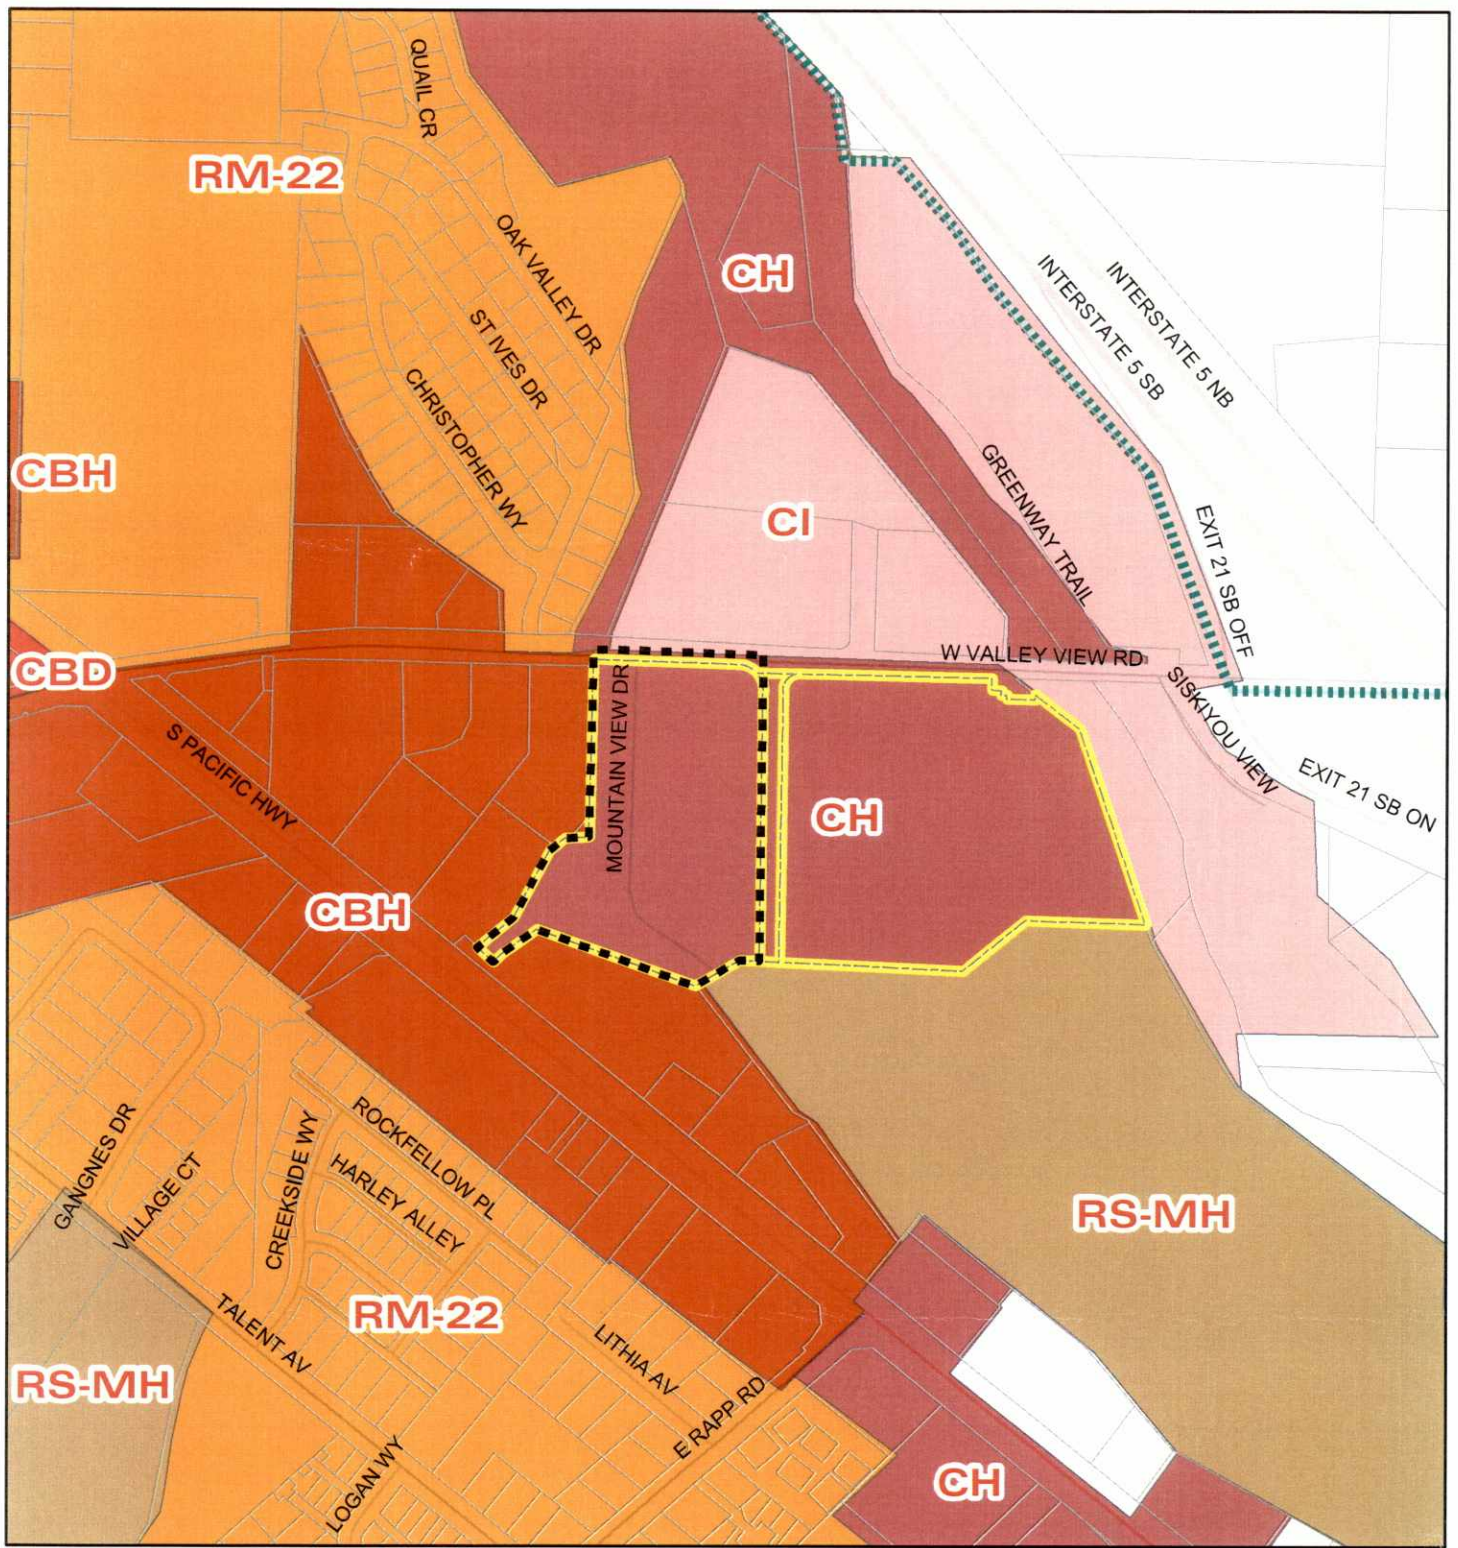 QUAIL CR
RM-22
OAK VALLEY DR
CH
INTERSTATE 5 NB
INTERSTATE 5 SB
ST IVES DR
CHRISTOPHER WY
CBH
GREENWAY TRAIL
CI
EXIT 21 SB OFF
W VALLEY VIEW RD
CBD
SISKIYOU VIEW
S PACIFIC HWY
MOUNTAIN VIEW DR
EXIT 21 SB ON
CH
CBH
GANGNES DR
VILLAGE CT
CREEKSIDE WY
ROCKFELLOW PL
HARLEY ALLEY
RS-MH
TALENT AV
RM-22
LITHIA AV
RS-MH
E RAPP RD
LOGAN WY
CH